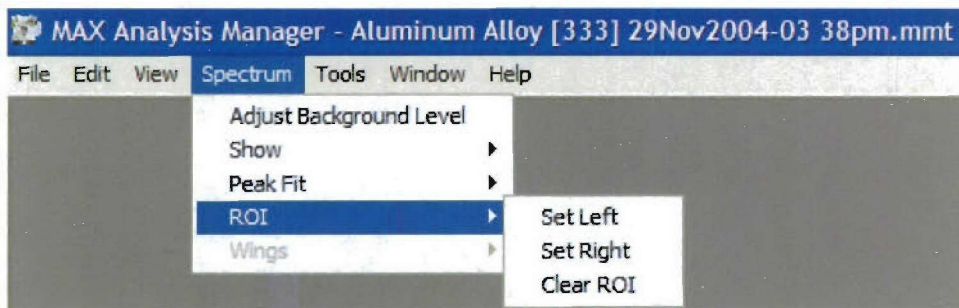 MAX Analysis Manager - Aluminum Alloy [333] 29Nov2004-03 38pm.mmt
File Edit View Spectrum Tools Window Help
Adjust Background Level
Show
Peak Fit
ROI
Set Left
Wings
Set Right
Clear ROI